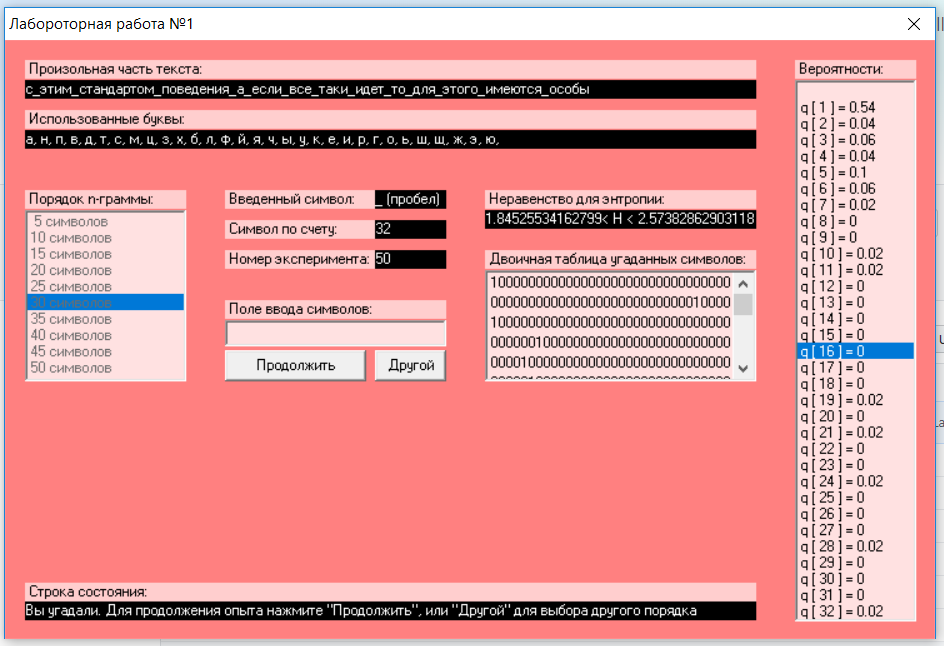 Лабороторная работа №1
Произольная часть текста:
с_этим_стандартом_поведения_а_если_все_таки_идет_то_для_этого_имеются_особы
Использованные буквы:
а, н, п, в, д, т, с, м, ц, з, х, б, л, ф, й, я, ч, ы, у, к, е, и, р, г, о, ь, ш, щ, ж, э, ю,
Порядок n-граммы:
5 символов
10 символов
15 символов
20 символов
25 символов
30 символов
35 символов
40 символов
45 символов
50 символов
Введенный символ: _ (пробел)
Символ по счету: 32
Номер эксперимента: 50
Поле ввода символов:
Продолжить
Другой
Неравенство для энтропии:
1.84525534162799< H < 2.57382862903118
Двоичная таблица угаданных символов:
10000000000000000000000000000000
00000000000000000000000000010000
10000000000000000000000000000000
00000010000000000000000000000000
00001000000000000000000000000000
Вероятности:
q [ 1 ] = 0.54
q [ 2 ] = 0.04
q [ 3 ] = 0.06
q [ 4 ] = 0.04
q [ 5 ] = 0.1
q [ 6 ] = 0.06
q [ 7 ] = 0.02
q [ 8 ] = 0
q [ 9 ] = 0
q [ 10 ] = 0.02
q [ 11 ] = 0.02
q [ 12 ] = 0
q [ 13 ] = 0
q [ 14 ] = 0
q [ 15 ] = 0
q [ 16 ] = 0
q [ 17 ] = 0
q [ 18 ] = 0
q [ 19 ] = 0.02
q [ 20 ] = 0
q [ 21 ] = 0.02
q [ 22 ] = 0
q [ 23 ] = 0
q [ 24 ] = 0.02
q [ 25 ] = 0
q [ 26 ] = 0
q [ 27 ] = 0
q [ 28 ] = 0.02
q [ 29 ] = 0
q [ 30 ] = 0
q [ 31 ] = 0
q [ 32 ] = 0.02
Строка состояния:
Вы угадали. Для продолжения опыта нажмите "Продолжить", или "Другой" для выбора другого порядка